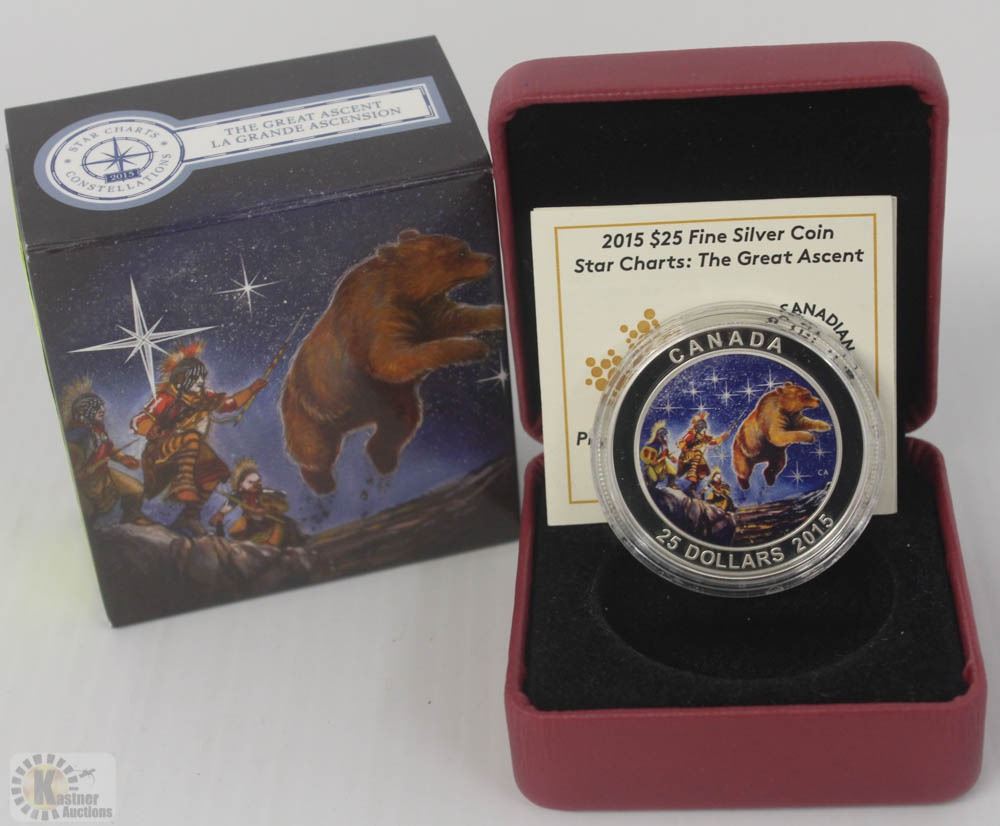 THE GREAT ASCENT
LA GRANDE ASCENSION
STAR CHARTS
2015
CONSTELLATIONS
2015 $25 Fine Silver Coin
Star Charts: The Great Ascent
CANADIAN
CANADA
CA
25 DOLLARS 2015
Kastner
Auctions